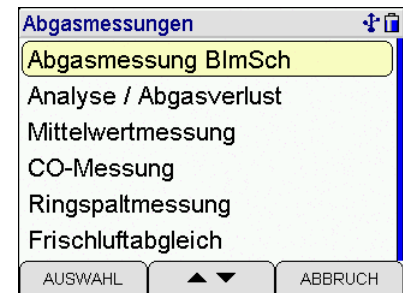 Abgasmessungen
Abgasmessung BImSch
Analyse / Abgasverlust
Mittelwertmessung
CO-Messung
Ringspaltmessung
Frischluftabgleich
AUSWAHL ABBRUCH